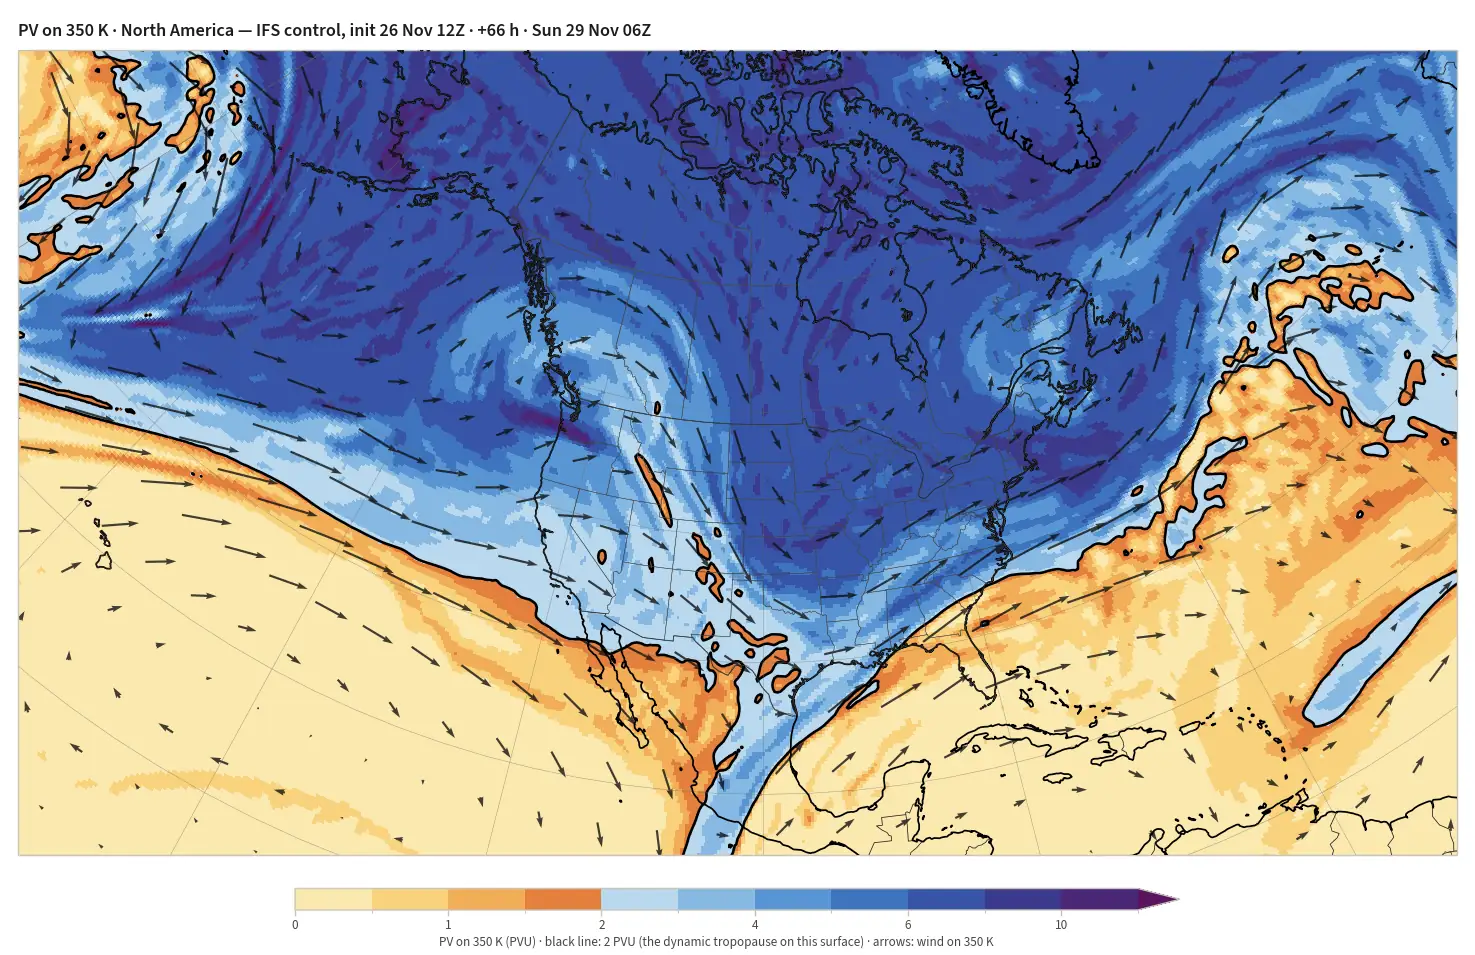 PV on 350 K · North America — IFS control, init 26 Nov 12Z · +66 h · Sun 29 Nov 06Z
0 1 2 4 6 10
PV on 350 K (PVU) · black line: 2 PVU (the dynamic tropopause on this surface) · arrows: wind on 350 K